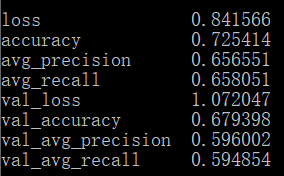 loss 0.841566
accuracy 0.725414
avg_precision 0.656551
avg_recall 0.658051
val_loss 1.072047
val_accuracy 0.679398
val_avg_precision 0.596002
val_avg_recall 0.594854